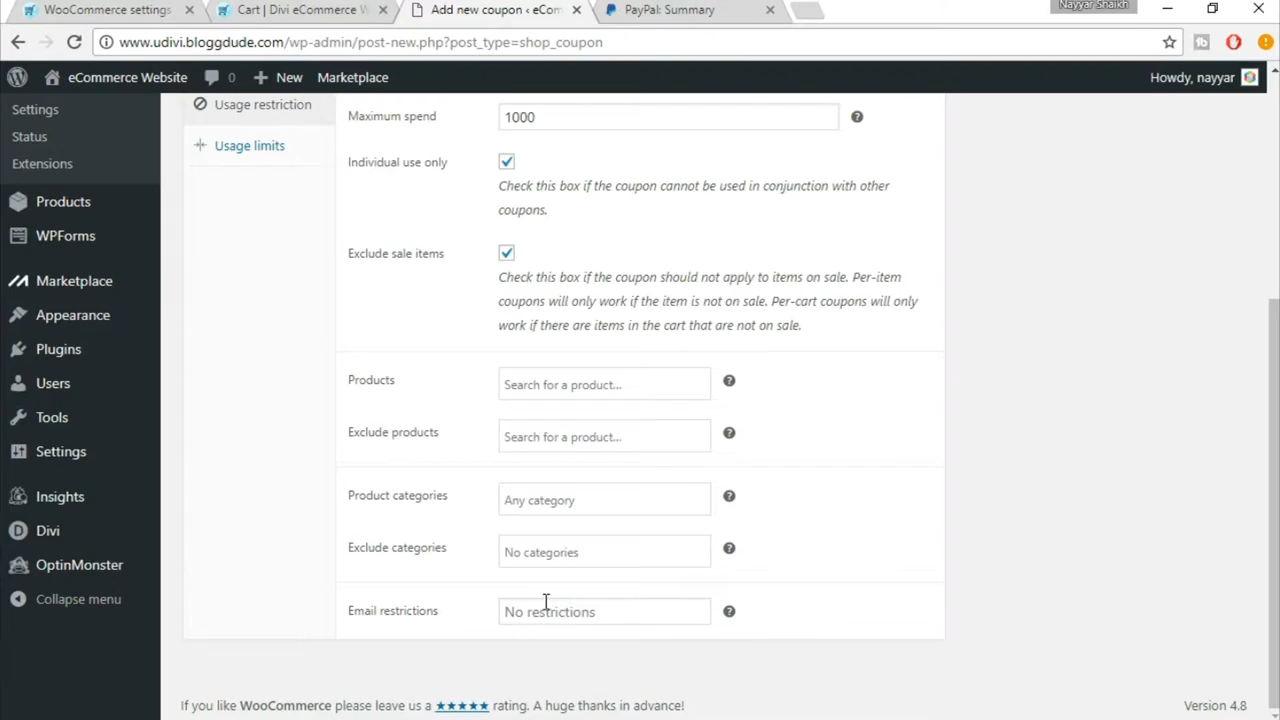 WooCommerce settings
Cart | Divi eCommerce W
Add new coupon ‹ eCom
PayPal: Summary
Nayyar Shaikh
www.udivi.bloggdude.com/wp-admin/post-new.php?post_type=shop_coupon
eCommerce Website
0
New
Marketplace
Howdy, nayyar
Settings
Status
Extensions
Products
WPForms
Marketplace
Appearance
Plugins
Users
Tools
Settings
Insights
Divi
OptinMonster
Collapse menu
Usage restriction
Usage limits
Maximum spend
1000
Individual use only
Check this box if the coupon cannot be used in conjunction with other
coupons.
Exclude sale items
Check this box if the coupon should not apply to items on sale. Per-item
coupons will only work if the item is not on sale. Per-cart coupons will only
work if there are items in the cart that are not on sale.
Products
Search for a product...
Exclude products
Search for a product...
Product categories
Any category
Exclude categories
No categories
Email restrictions
No restrictions
If you like WooCommerce please leave us a ★★★★★ rating. A huge thanks in advance!
Version 4.8